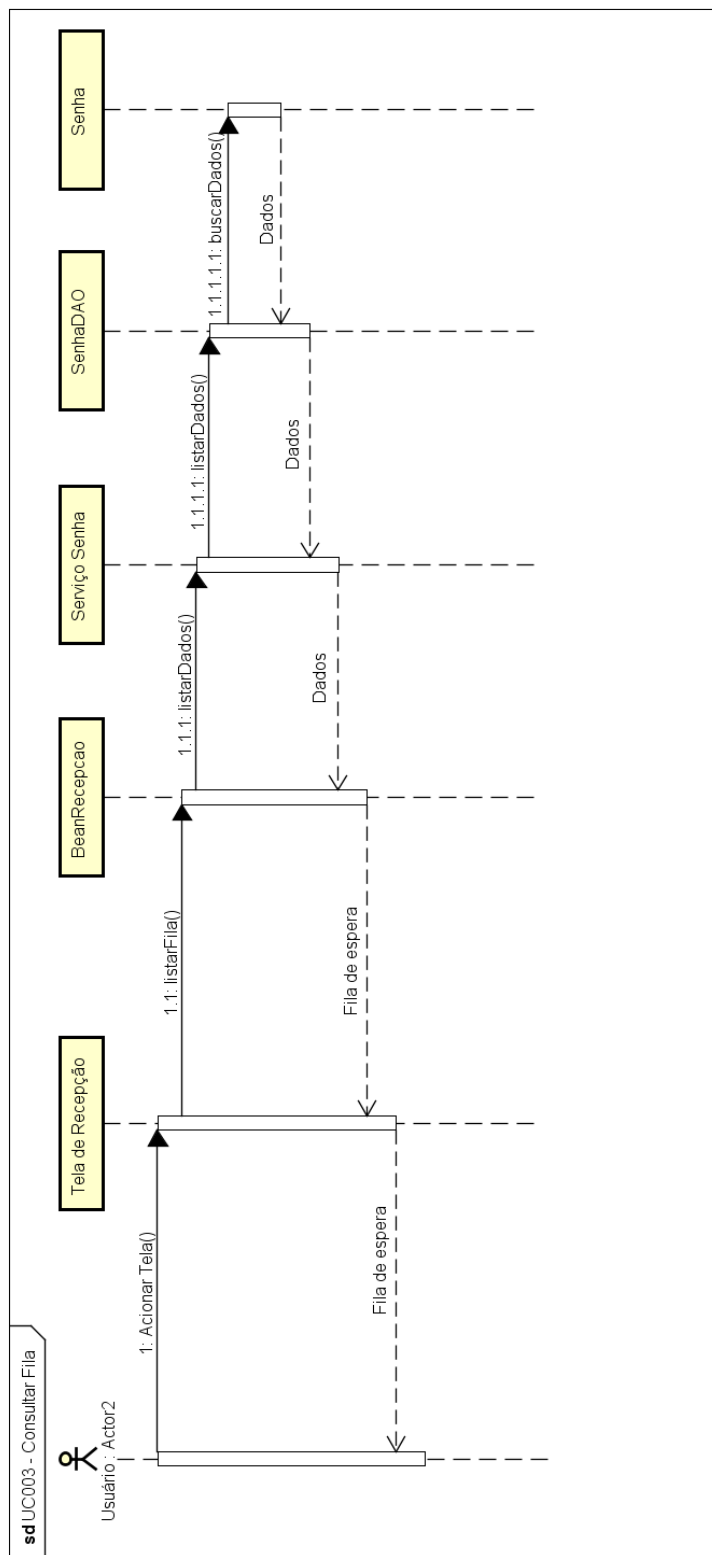 sd UC003 - Consultar Fila
Usuário : Actor2
Tela de Recepção
BeanRecepcao
Serviço Senha
SenhaDAO
Senha
1: Acionar Tela()
1.1: listarFila()
1.1.1: listarDados()
1.1.1.1: listarDados()
1.1.1.1.1: buscarDados()
Dados
Dados
Dados
Fila de espera
Fila de espera